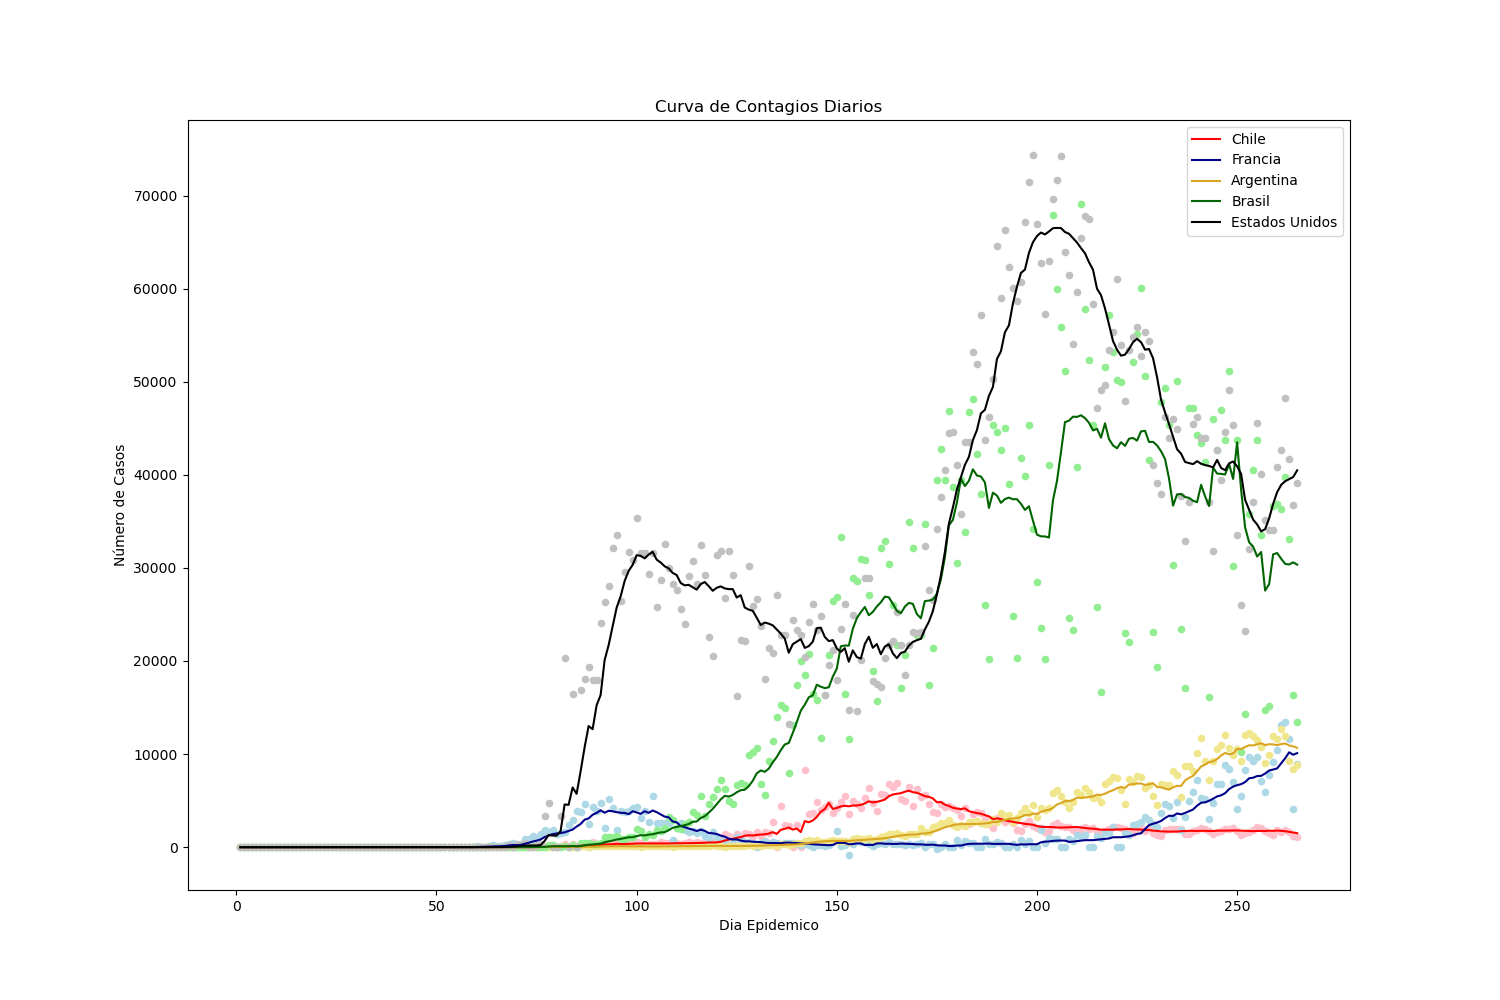 Curva de Contagios Diarios
Chile
Francia
Argentina
Brasil
Estados Unidos
Número de Casos
70000
60000
50000
40000
30000
20000
10000
0
0 50 100 150 200 250
Dia Epidemico